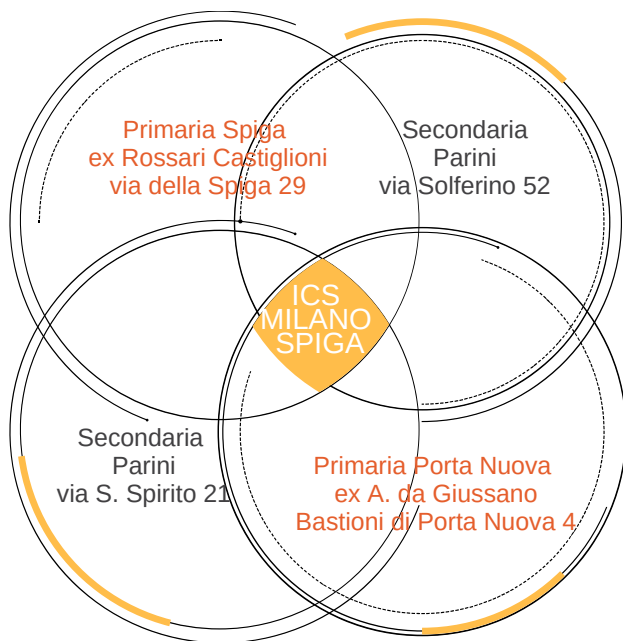 Primaria Spiga
ex Rossari Castiglioni
via della Spiga 29
Secondaria
Parini
via Solferino 52
ICS
MILANO
SPIGA
Secondaria
Parini
via S. Spirito 21
Primaria Porta Nuova
ex A. da Giussano
Bastioni di Porta Nuova 4